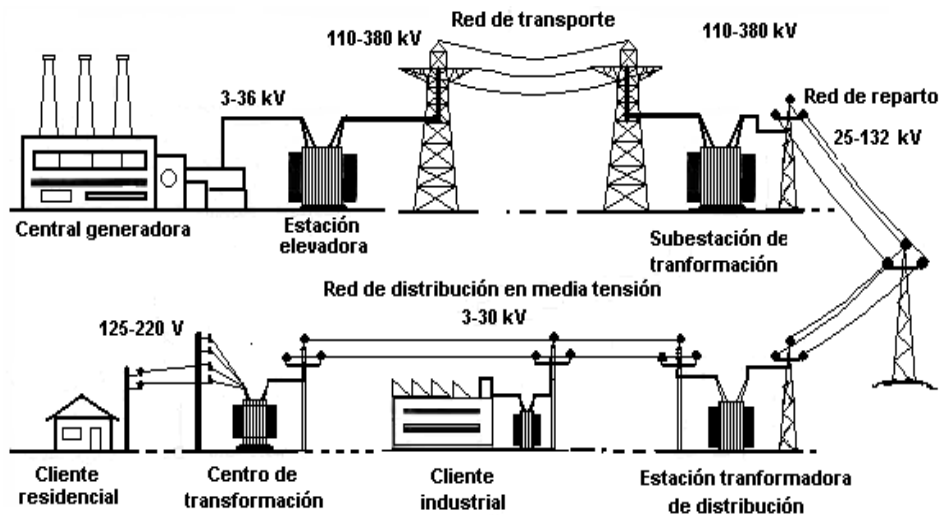 Red de transporte
110-380 kV
110-380 kV
3-36 kV
Red de reparto
25-132 kV
Central generadora
Estación
elevadora
Subestación de
tranformación
Red de distribución en media tensión
3-30 kV
125-220 V
Cliente
residencial
Centro de
transformación
Cliente
industrial
Estación tranformadora
de distribución